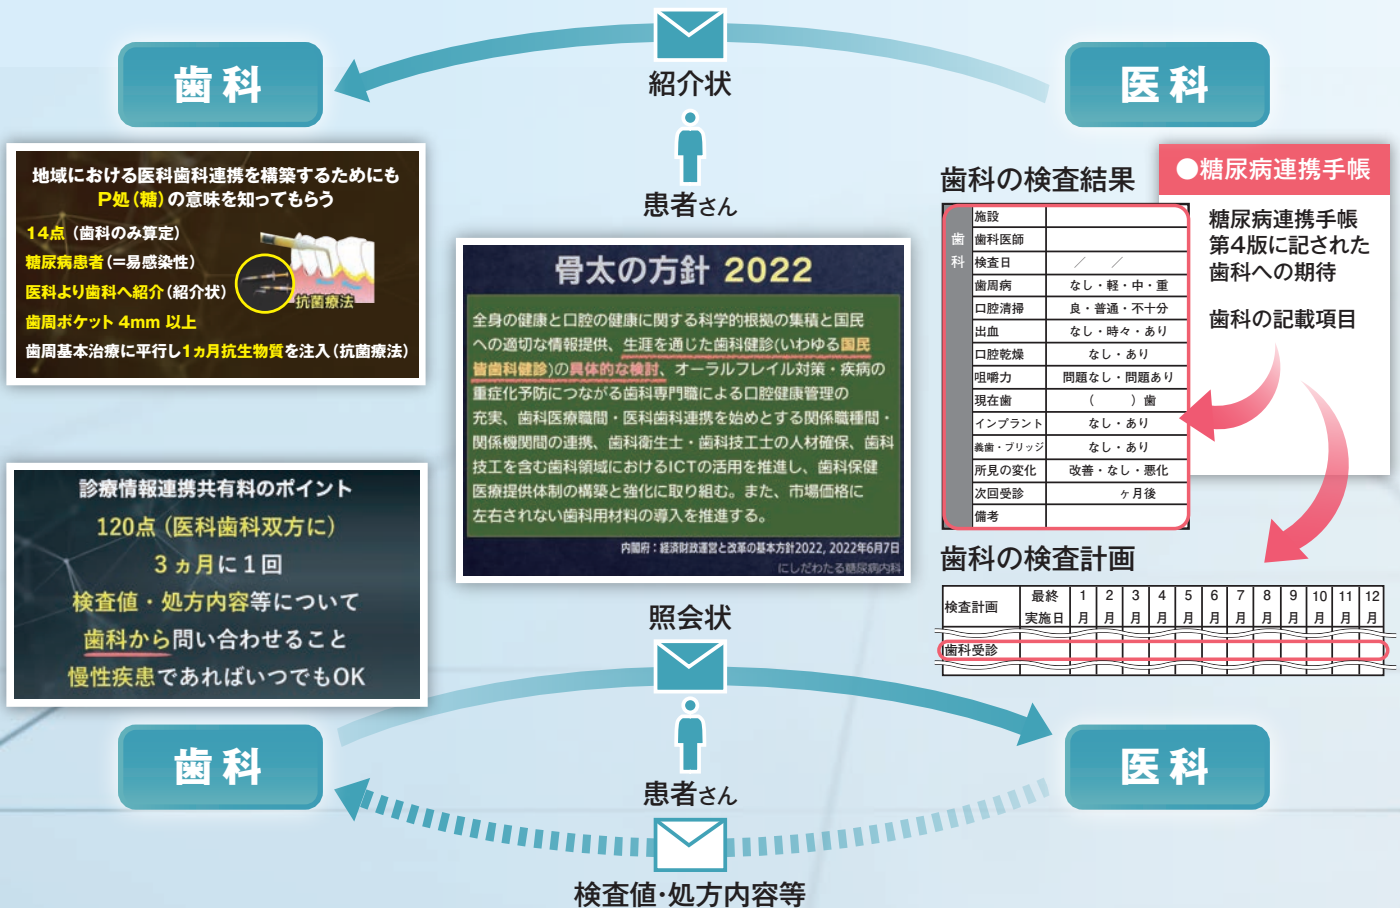 紹介状
歯科
医科
患者さん
地域における医科歯科連携を構築するためにも
P処(糖)の意味を知ってもらう
14点 (歯科のみ算定)
糖尿病患者(=易感染性)
医科より歯科へ紹介(紹介状)
歯周ポケット 4mm 以上
歯周基本治療に平行し1ヵ月抗生物質を注入(抗菌療法)
抗菌療法
診療情報連携共有料のポイント
120点 (医科歯科双方に)
3ヵ月に1回
検査値・処方内容等について
歯科から問い合わせること
慢性疾患であればいつでもOK
骨太の方針 2022
全身の健康と口腔の健康に関する科学的根拠の集積と国民
への適切な情報提供、生涯を通じた歯科健診(いわゆる国民
皆歯科健診)の具体的な検討、オーラルフレイル対策・疾病の
重症化予防につながる歯科専門職による口腔健康管理の
充実、歯科医療職間・医科歯科連携を始めとする関係職種間・
関係機関間の連携、歯科衛生士・歯科技工士の人材確保、歯科
技工を含む歯科領域におけるICTの活用を推進し、歯科保健
医療提供体制の構築と強化に取り組む。また、市場価格に
左右されない歯科用材料の導入を推進する。
内閣府：経済財政運営と改革の基本方針2022, 2022年6月7日
にしだわたる糖尿病内科
歯科の検査結果
歯科
施設
歯科医師
検査日 ／ ／
歯周病 なし・軽・中・重
口腔清掃 良・普通・不十分
出血 なし・時々・あり
口腔乾燥 なし・あり
咀嚼力 問題なし・問題あり
現在歯 ( ) 歯
インプラント なし・あり
義歯・ブリッジ なし・あり
所見の変化 改善・なし・悪化
次回受診 ヶ月後
備考
●糖尿病連携手帳
糖尿病連携手帳
第4版に記された
歯科への期待
歯科の記載項目
歯科の検査計画
検査計画 最終実施日 1月 2月 3月 4月 5月 6月 7月 8月 9月 10月 11月 12月
歯科受診
照会状
歯科
医科
患者さん
検査値・処方内容等